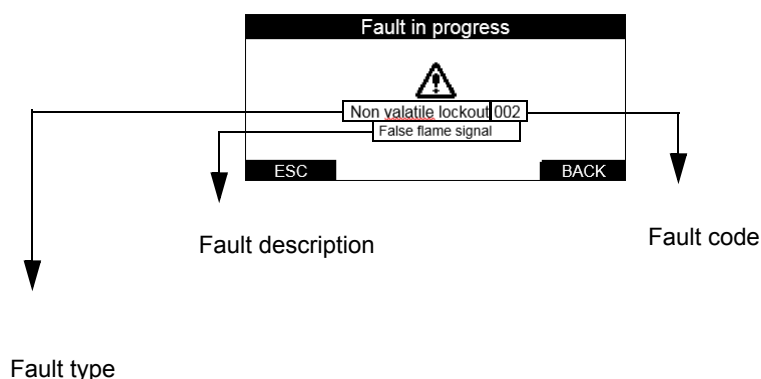 Fault in progress
Non valatile lockout 002
False flame signal
ESC BACK
Fault description
Fault code
Fault type